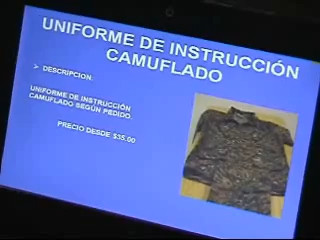 UNIFORME DE INSTRUCCIÓN
CAMUFLADO
DESCRIPCION:
UNIFORME DE INSTRUCCIÓN
CAMUFLADO SEGÚN PEDIDO.
PRECIO DESDE $35.00